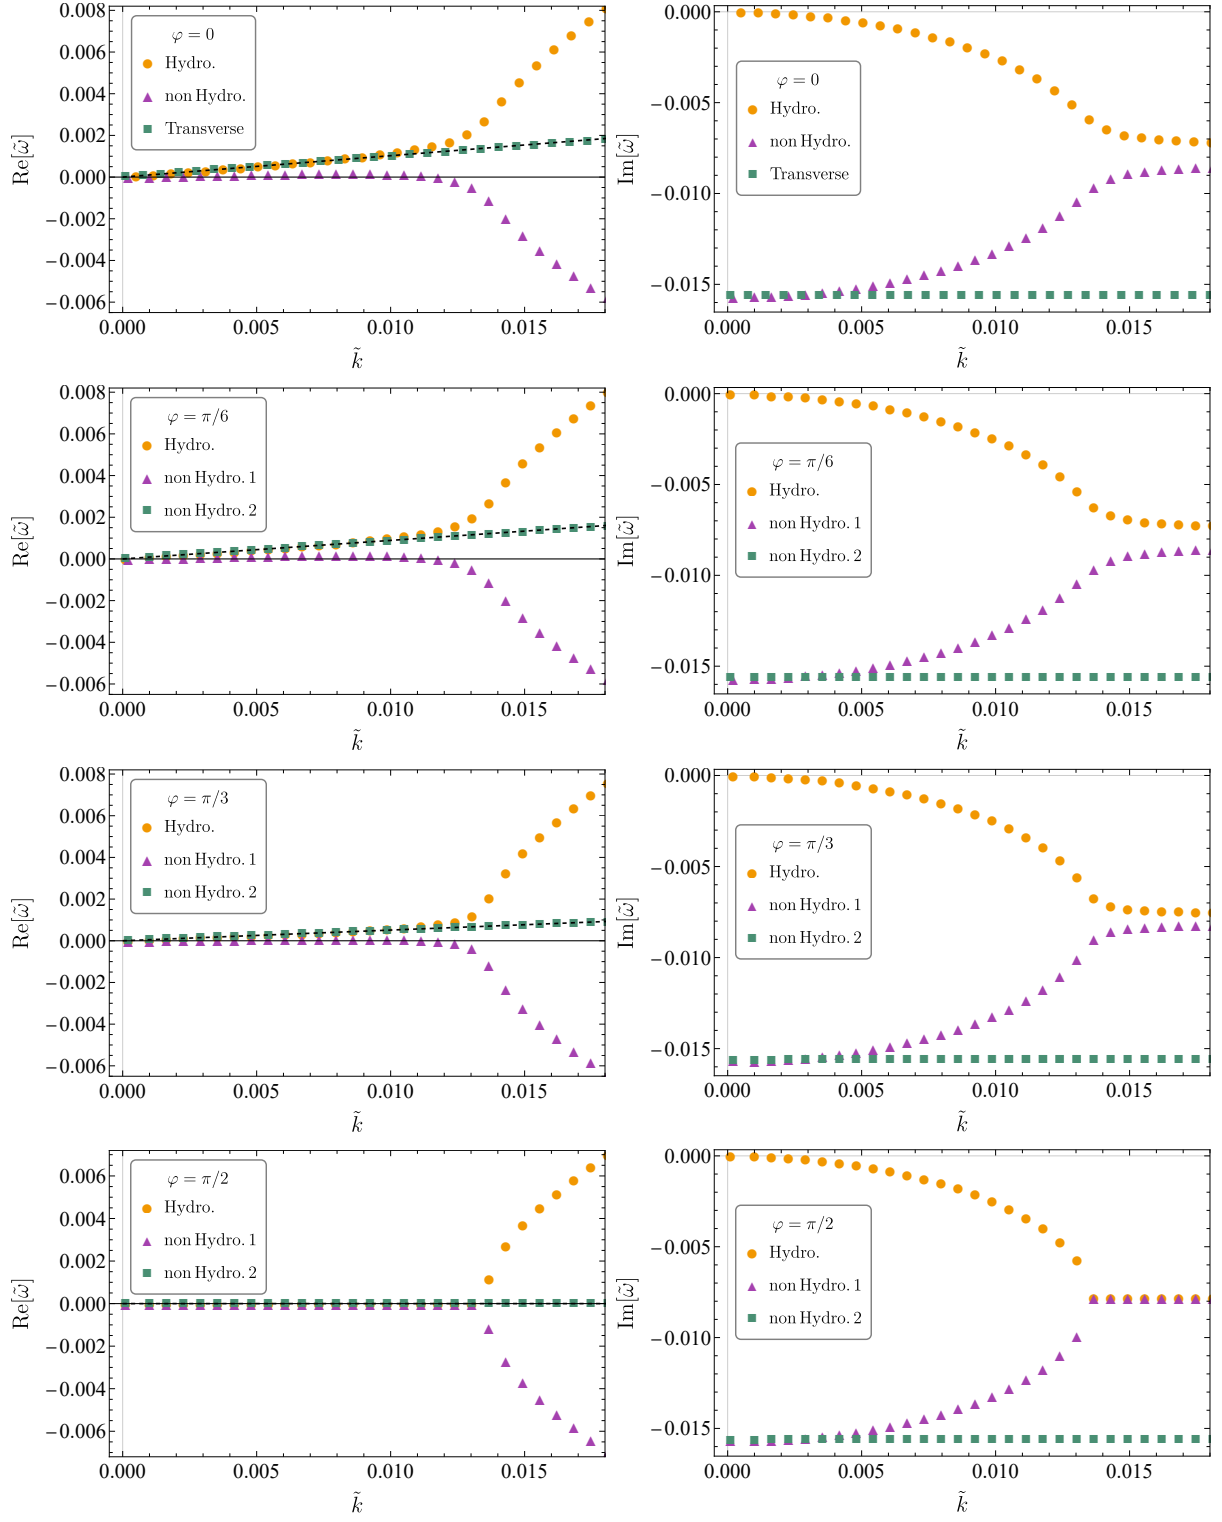 0.008
0.006
0.004
0.002
0.000
−0.002
−0.004
−0.006
Re[ω̃]
φ = 0
Hydro.
non Hydro.
Transverse
0.000 0.005 0.010 0.015
k̃
0.000
−0.005
−0.010
−0.015
Im[ω̃]
φ = 0
Hydro.
non Hydro.
Transverse
0.000 0.005 0.010 0.015
k̃
0.008
0.006
0.004
0.002
0.000
−0.002
−0.004
−0.006
Re[ω̃]
φ = π/6
Hydro.
non Hydro. 1
non Hydro. 2
0.000 0.005 0.010 0.015
k̃
0.000
−0.005
−0.010
−0.015
Im[ω̃]
φ = π/6
Hydro.
non Hydro. 1
non Hydro. 2
0.000 0.005 0.010 0.015
k̃
0.008
0.006
0.004
0.002
0.000
−0.002
−0.004
−0.006
Re[ω̃]
φ = π/3
Hydro.
non Hydro. 1
non Hydro. 2
0.000 0.005 0.010 0.015
k̃
0.000
−0.005
−0.010
−0.015
Im[ω̃]
φ = π/3
Hydro.
non Hydro. 1
non Hydro. 2
0.000 0.005 0.010 0.015
k̃
0.006
0.004
0.002
0.000
−0.002
−0.004
−0.006
Re[ω̃]
φ = π/2
Hydro.
non Hydro. 1
non Hydro. 2
0.000 0.005 0.010 0.015
k̃
0.000
−0.005
−0.010
−0.015
Im[ω̃]
φ = π/2
Hydro.
non Hydro. 1
non Hydro. 2
0.000 0.005 0.010 0.015
k̃